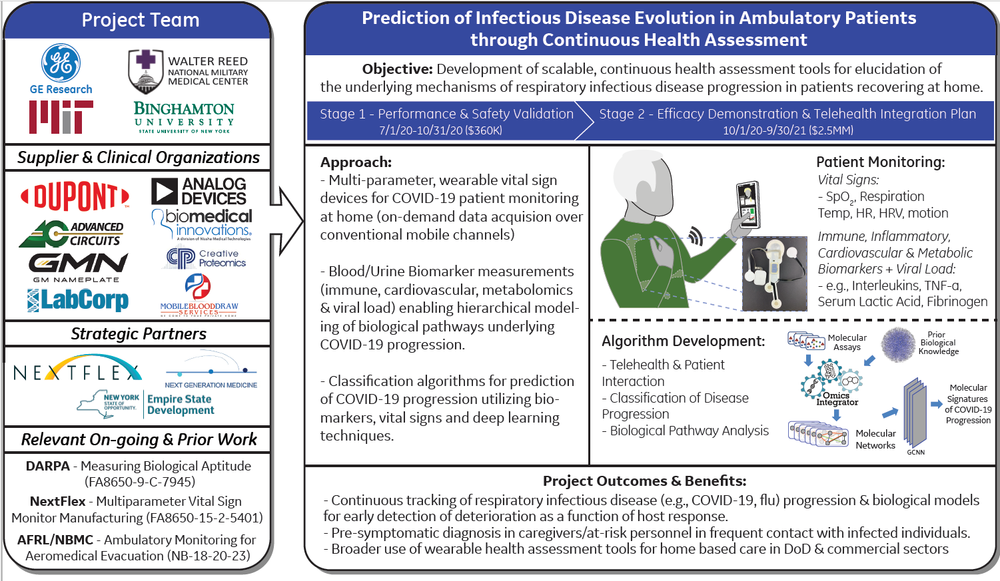 Project Team
GE
GE Research
WALTER REED
NATIONAL MILITARY
MEDICAL CENTER
MIT
BINGHAMTON
UNIVERSITY
STATE UNIVERSITY OF NEW YORK
Supplier & Clinical Organizations
DUPONT™
ANALOG
DEVICES
ADVANCED
CIRCUITS
biomedical
innovations®
A division of Nissha Medical Technologies
GMN
GM NAMEPLATE
CP Creative
Proteomics
LabCorp
MOBILEBLOODDRAW
SERVICES
WE COME TO YOUR PRIVATE HOME
Strategic Partners
NEXTFLEX
NEXT GENERATION MEDICINE
NEW YORK
STATE OF
OPPORTUNITY.
Empire State
Development
Relevant On-going & Prior Work
DARPA - Measuring Biological Aptitude
(FA8650-9-C-7945)
NextFlex - Multiparameter Vital Sign
Monitor Manufacturing (FA8650-15-2-5401)
AFRL/NBMC - Ambulatory Monitoring for
Aeromedical Evacuation (NB-18-20-23)
Prediction of Infectious Disease Evolution in Ambulatory Patients
through Continuous Health Assessment
Objective: Development of scalable, continuous health assessment tools for elucidation of
the underlying mechanisms of respiratory infectious disease progression in patients recovering at home.
Stage 1 - Performance & Safety Validation
7/1/20-10/31/20 ($360K)
Stage 2 - Efficacy Demonstration & Telehealth Integration Plan
10/1/20-9/30/21 ($2.5MM)
Approach:
- Multi-parameter, wearable vital sign
devices for COVID-19 patient monitoring
at home (on-demand data acquision over
conventional mobile channels)
- Blood/Urine Biomarker measurements
(immune, cardiovascular, metabolomics
& viral load) enabling hierarchical model-
ing of biological pathways underlying
COVID-19 progression.
- Classification algorithms for prediction
of COVID-19 progression utilizing bio-
markers, vital signs and deep learning
techniques.
Patient Monitoring:
Vital Signs:
- SpO2, Respiration
Temp, HR, HRV, motion
Immune, Inflammatory,
Cardiovascular & Metabolic
Biomarkers + Viral Load:
- e.g., Interleukins, TNF-a,
Serum Lactic Acid, Fibrinogen
Algorithm Development:
- Telehealth & Patient
Interaction
- Classification of Disease
Progression
- Biological Pathway Analysis
Molecular
Assays
Prior
Biological
Knowledge
Omics
Integrator
Molecular
Networks
GCNN
Molecular
Signatures
of COVID-19
Progression
Project Outcomes & Benefits:
- Continuous tracking of respiratory infectious disease (e.g., COVID-19, flu) progression & biological models
for early detection of deterioration as a function of host response.
- Pre-symptomatic diagnosis in caregivers/at-risk personnel in frequent contact with infected individuals.
- Broader use of wearable health assessment tools for home based care in DoD & commercial sectors